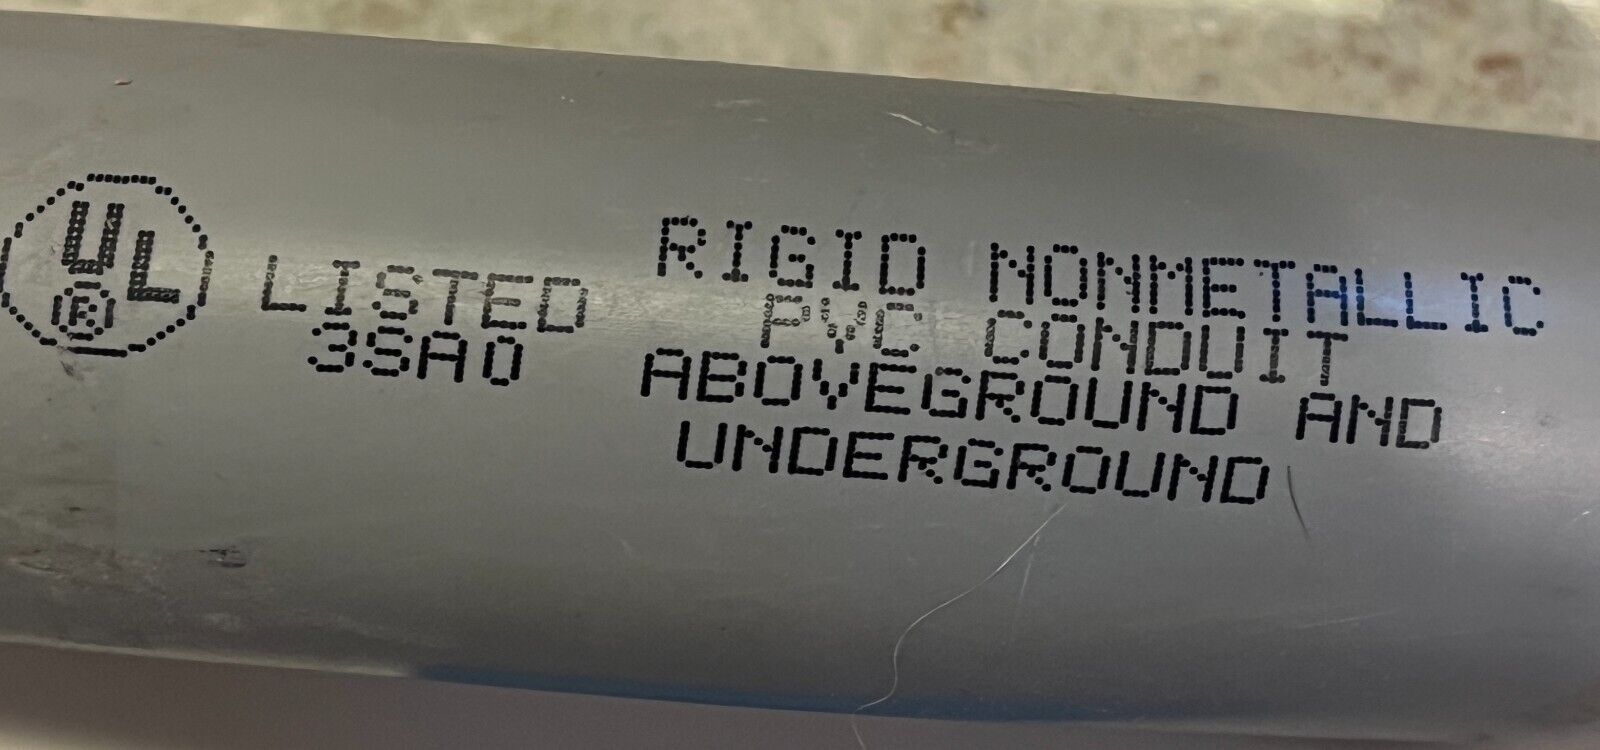 UL ®
LISTED
3SA0
RIGID NONMETALLIC
PVC CONDUIT
ABOVEGROUND AND
UNDERGROUND